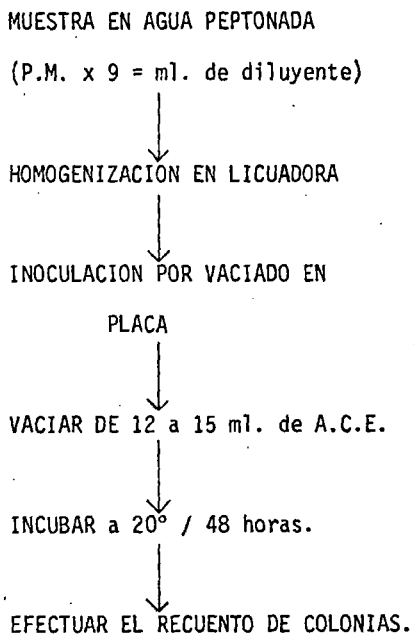 MUESTRA EN AGUA PEPTONADA
(P.M. x 9 = ml. de diluyente)
HOMOGENIZACION EN LICUADORA
INOCULACION POR VACIADO EN
PLACA
VACIAR DE 12 a 15 ml. de A.C.E.
INCUBAR a 20° / 48 horas.
EFECTUAR EL RECUENTO DE COLONIAS.